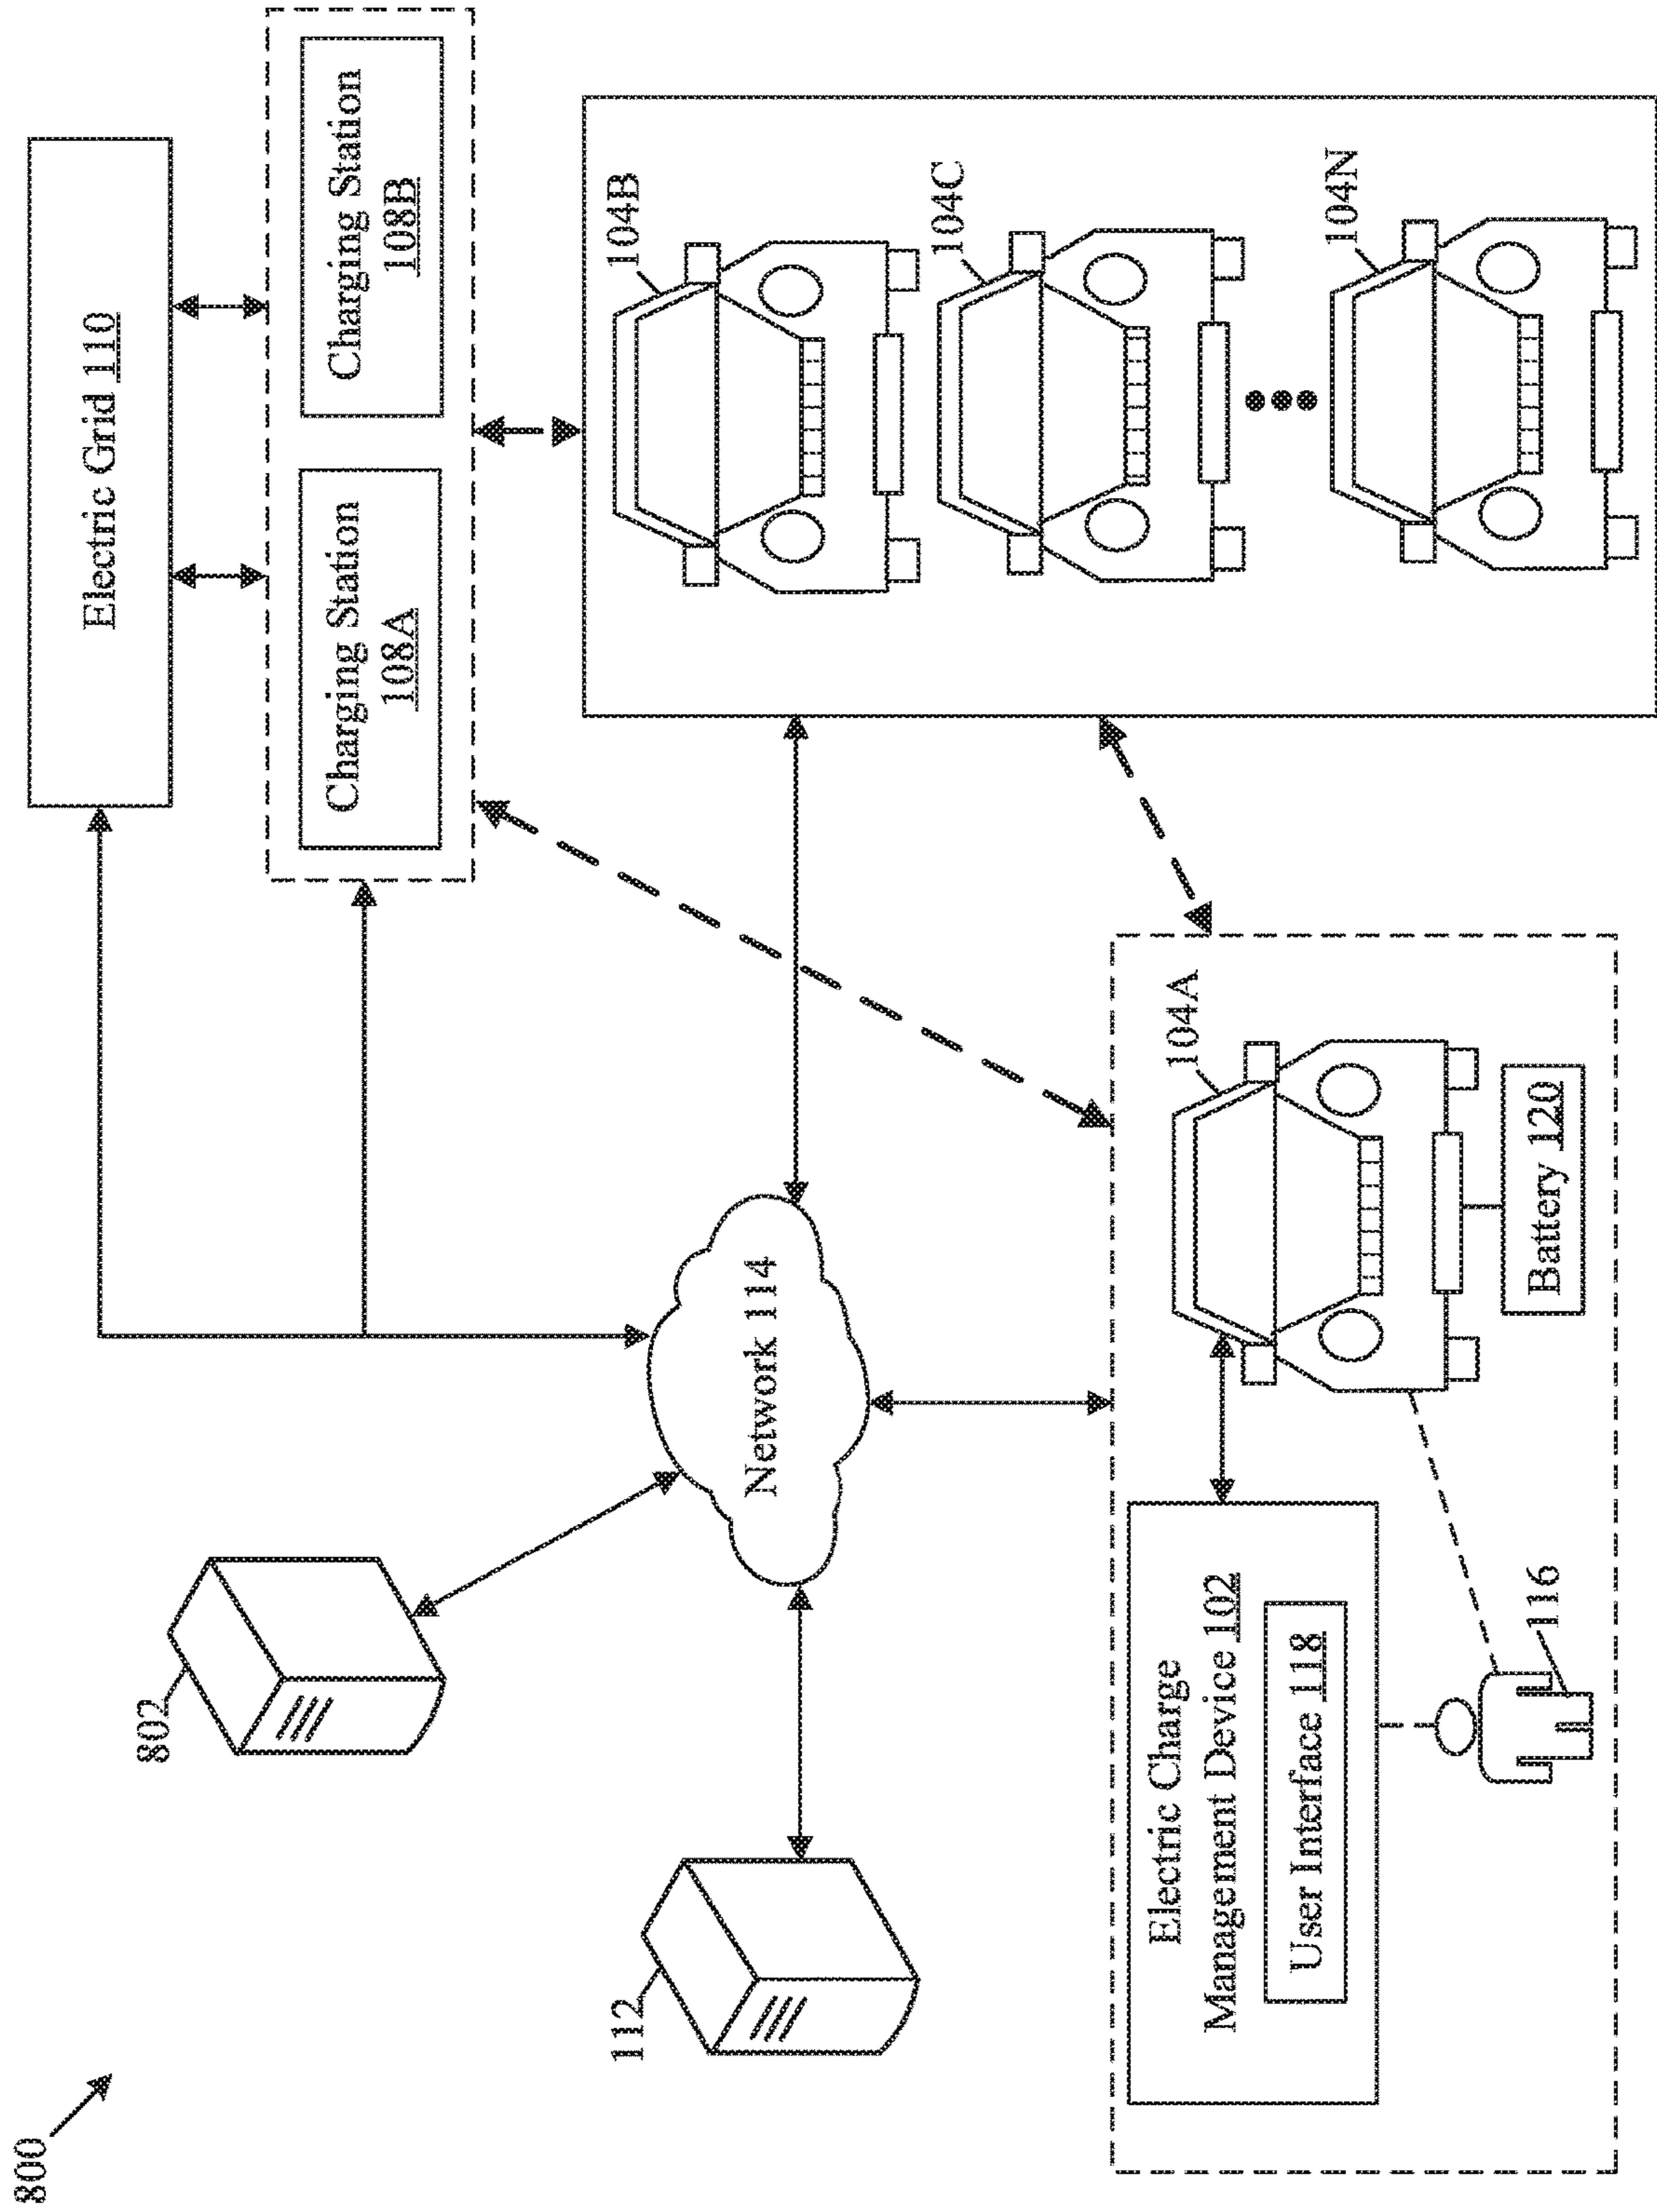 800
802
112
Electric Grid 110
Charging Station
108A
Charging Station
108B
Network 114
104B
104C
104N
Electric Charge
Management Device 102
User Interface 118
116
104A
Battery 120